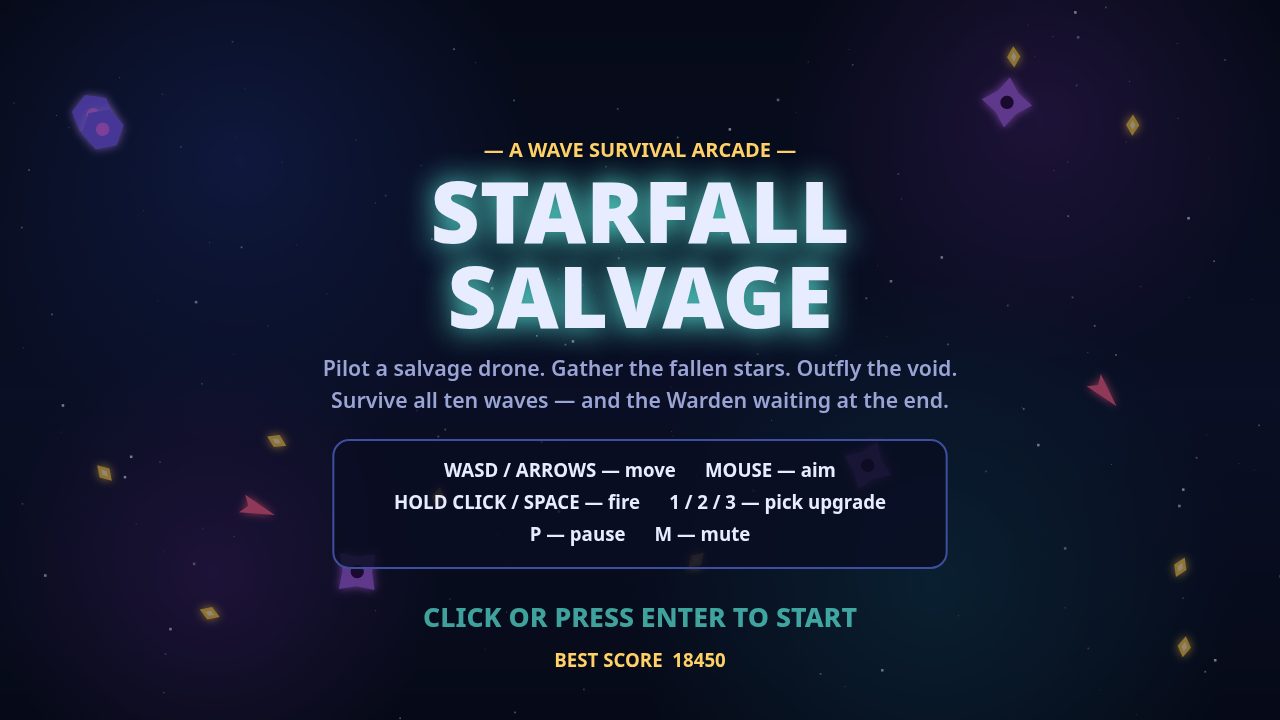 — A WAVE SURVIVAL ARCADE —
STARFALL
SALVAGE
Pilot a salvage drone. Gather the fallen stars. Outfly the void.
Survive all ten waves — and the Warden waiting at the end.
WASD / ARROWS — move MOUSE — aim
HOLD CLICK / SPACE — fire 1 / 2 / 3 — pick upgrade
P — pause M — mute
CLICK OR PRESS ENTER TO START
BEST SCORE 18450